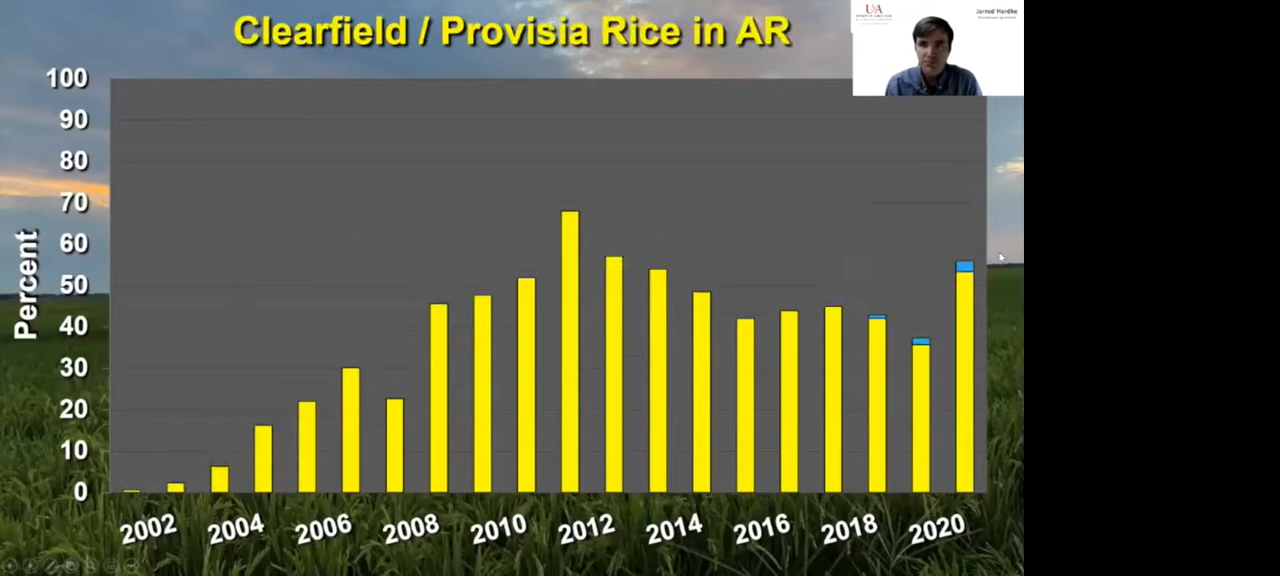 Clearfield / Provisia Rice in AR
UA
Jarrod Hardke
Percent
100
90
80
70
60
50
40
30
20
10
0
2002 2004 2006 2008 2010 2012 2014 2016 2018 2020